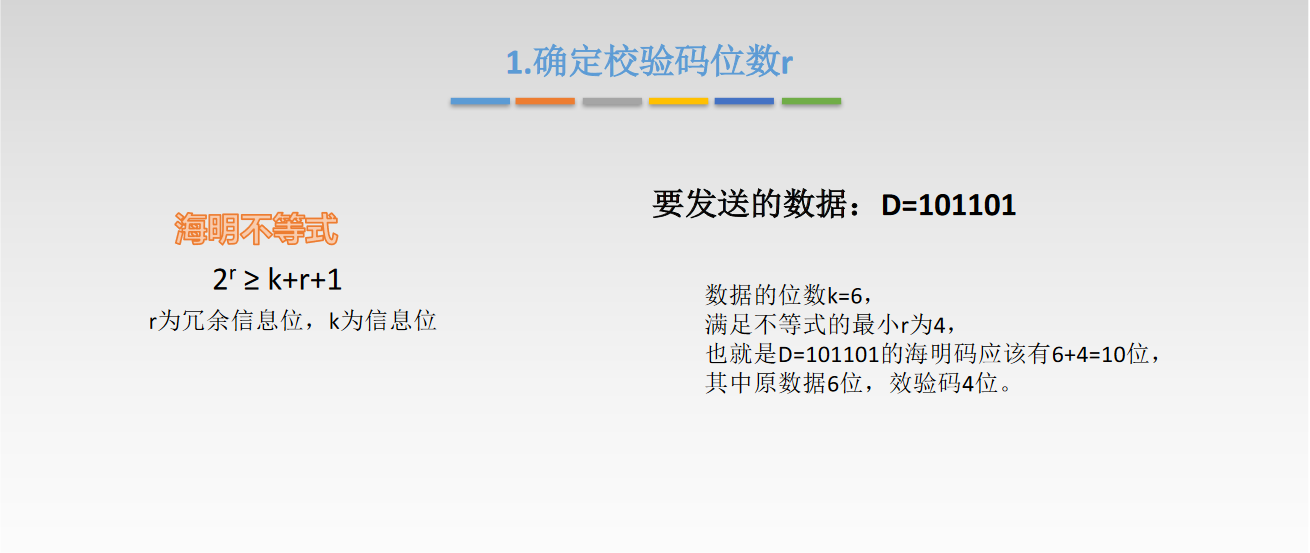 1.确定校验码位数r
海明不等式
2ʳ ≥ k+r+1
r为冗余信息位，k为信息位
要发送的数据：D=101101
数据的位数k=6，
满足不等式的最小r为4，
也就是D=101101的海明码应该有6+4=10位，
其中原数据6位，效验码4位。